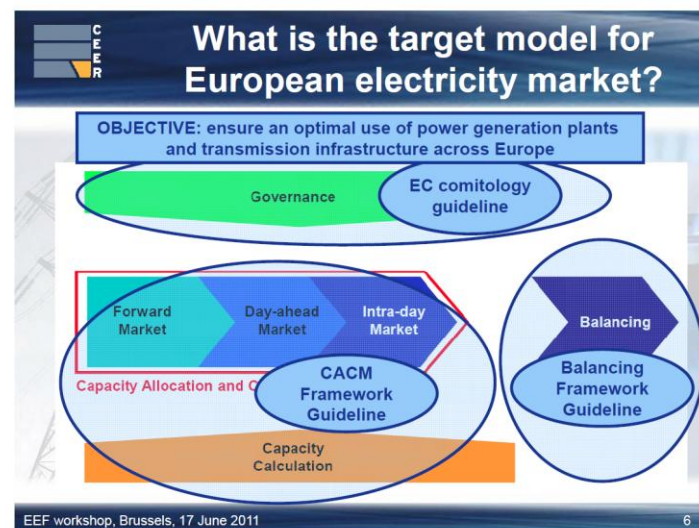 C
E
E
R
What is the target model for
European electricity market?
OBJECTIVE: ensure an optimal use of power generation plants
and transmission infrastructure across Europe
Governance
EC comitology
guideline
Forward
Market
Day-ahead
Market
Intra-day
Market
Balancing
Capacity Allocation and C
CACM
Framework
Guideline
Balancing
Framework
Guideline
Capacity
Calculation
EEF workshop, Brussels, 17 June 2011
6